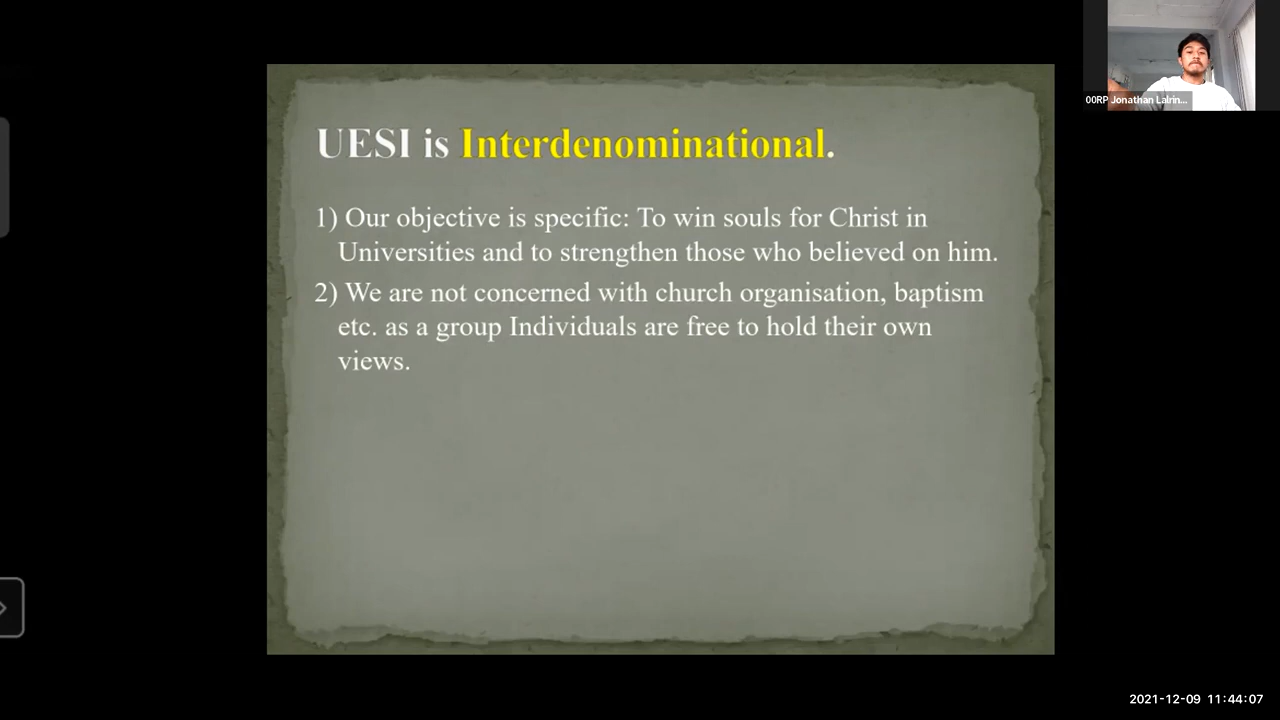 UESI is Interdenominational.
1) Our objective is specific: To win souls for Christ in
Universities and to strengthen those who believed on him.
2) We are not concerned with church organisation, baptism
etc. as a group Individuals are free to hold their own
views.
00RP Jonathan Lalrin...
2021-12-09 11:44:07